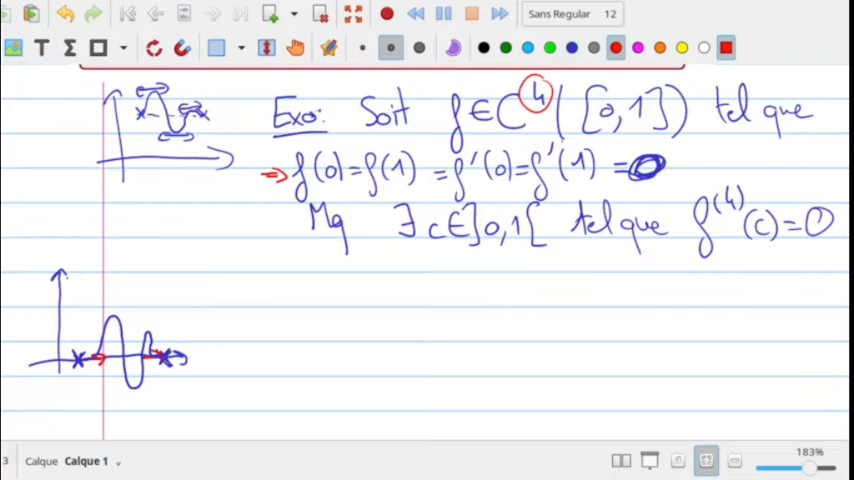 Sans Regular 12
Exo: Soit f ∈ C⁴([0,1]) tel que
⇒ f(0)=f(1) = f'(0)=f'(1) = 0
Mq ∃ c∈]0,1[ tel que f⁽⁴⁾(c)=0
3 Calque Calque 1
183%